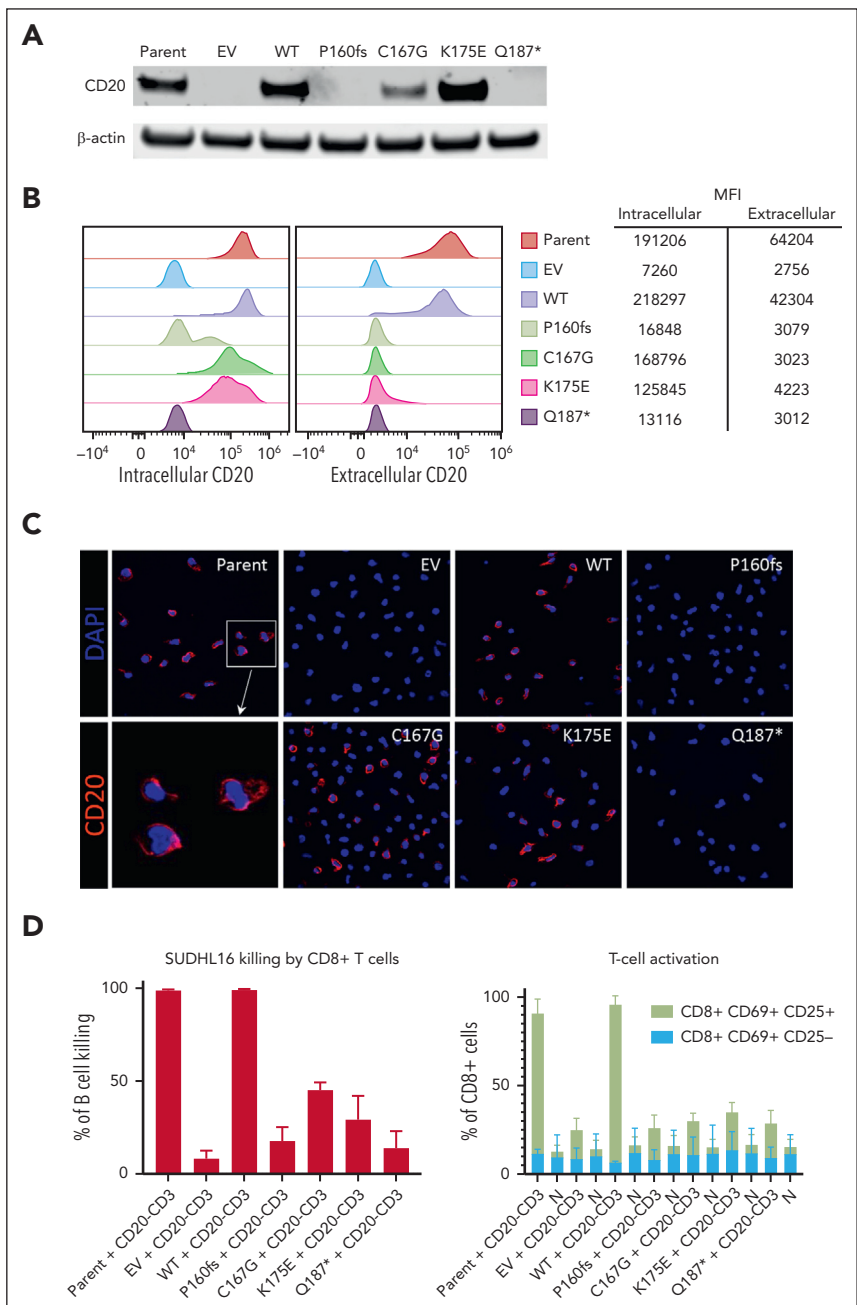 A
Parent EV WT P160fs C167G K175E Q187*
CD20
β-actin
B
MFI
Intracellular Extracellular
Parent 191206 64204
EV 7260 2756
WT 218297 42304
P160fs 16848 3079
C167G 168796 3023
K175E 125845 4223
Q187* 13116 3012
−10⁴ 0 10⁴ 10⁵ 10⁶ −10⁴ 0 10⁴ 10⁵ 10⁶
Intracellular CD20 Extracellular CD20
C
DAPI Parent EV WT P160fs
CD20 C167G K175E Q187*
D
SUDHL16 killing by CD8+ T cells T-cell activation
% of B cell killing
100
50
0
Parent + CD20-CD3
EV + CD20-CD3
WT + CD20-CD3
P160fs + CD20-CD3
C167G + CD20-CD3
K175E + CD20-CD3
Q187* + CD20-CD3
% of CD8+ cells
100
50
0
CD8+ CD69+ CD25+
CD8+ CD69+ CD25−
Parent + CD20-CD3
N
EV + CD20-CD3
N
WT + CD20-CD3
N
P160fs + CD20-CD3
N
C167G + CD20-CD3
N
K175E + CD20-CD3
N
Q187* + CD20-CD3
N